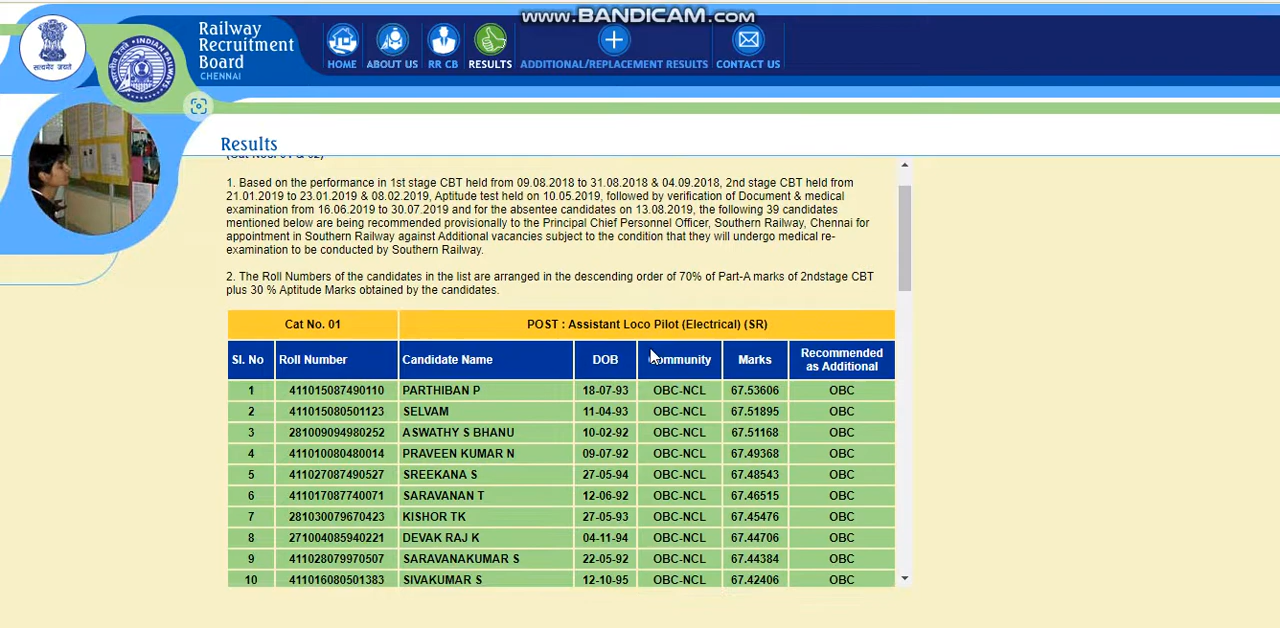 www.BANDICAM.com
Railway
Recruitment
Board
CHENNAI
HOME
ABOUT US
RR CB
RESULTS
ADDITIONAL/REPLACEMENT RESULTS
CONTACT US
सत्यमेव जयते
INDIAN RAILWAYS
Results
(Cat Nos. 01 & 02)
1. Based on the performance in 1st stage CBT held from 09.08.2018 to 31.08.2018 & 04.09.2018, 2nd stage CBT held from
21.01.2019 to 23.01.2019 & 08.02.2019, Aptitude test held on 10.05.2019, followed by verification of Document & medical
examination from 16.06.2019 to 30.07.2019 and for the absentee candidates on 13.08.2019, the following 39 candidates
mentioned below are being recommended provisionally to the Principal Chief Personnel Officer, Southern Railway, Chennai for
appointment in Southern Railway against Additional vacancies subject to the condition that they will undergo medical re-
examination to be conducted by Southern Railway.
2. The Roll Numbers of the candidates in the list are arranged in the descending order of 70% of Part-A marks of 2ndstage CBT
plus 30 % Aptitude Marks obtained by the candidates.
Cat No. 01 POST : Assistant Loco Pilot (Electrical) (SR)
Sl. No Roll Number Candidate Name DOB Community Marks Recommended
as Additional
1 411015087490110 PARTHIBAN P 18-07-93 OBC-NCL 67.53606 OBC
2 411015080501123 SELVAM 11-04-93 OBC-NCL 67.51895 OBC
3 281009094980252 ASWATHY S BHANU 10-02-92 OBC-NCL 67.51168 OBC
4 411010080480014 PRAVEEN KUMAR N 09-07-92 OBC-NCL 67.49368 OBC
5 411027087490527 SREEKANA S 27-05-94 OBC-NCL 67.48543 OBC
6 411017087740071 SARAVANAN T 12-06-92 OBC-NCL 67.46515 OBC
7 281030079670423 KISHOR TK 27-05-93 OBC-NCL 67.45476 OBC
8 271004085940221 DEVAK RAJ K 04-11-94 OBC-NCL 67.44706 OBC
9 411028079970507 SARAVANAKUMAR S 22-05-92 OBC-NCL 67.44384 OBC
10 411016080501383 SIVAKUMAR S 12-10-95 OBC-NCL 67.42406 OBC